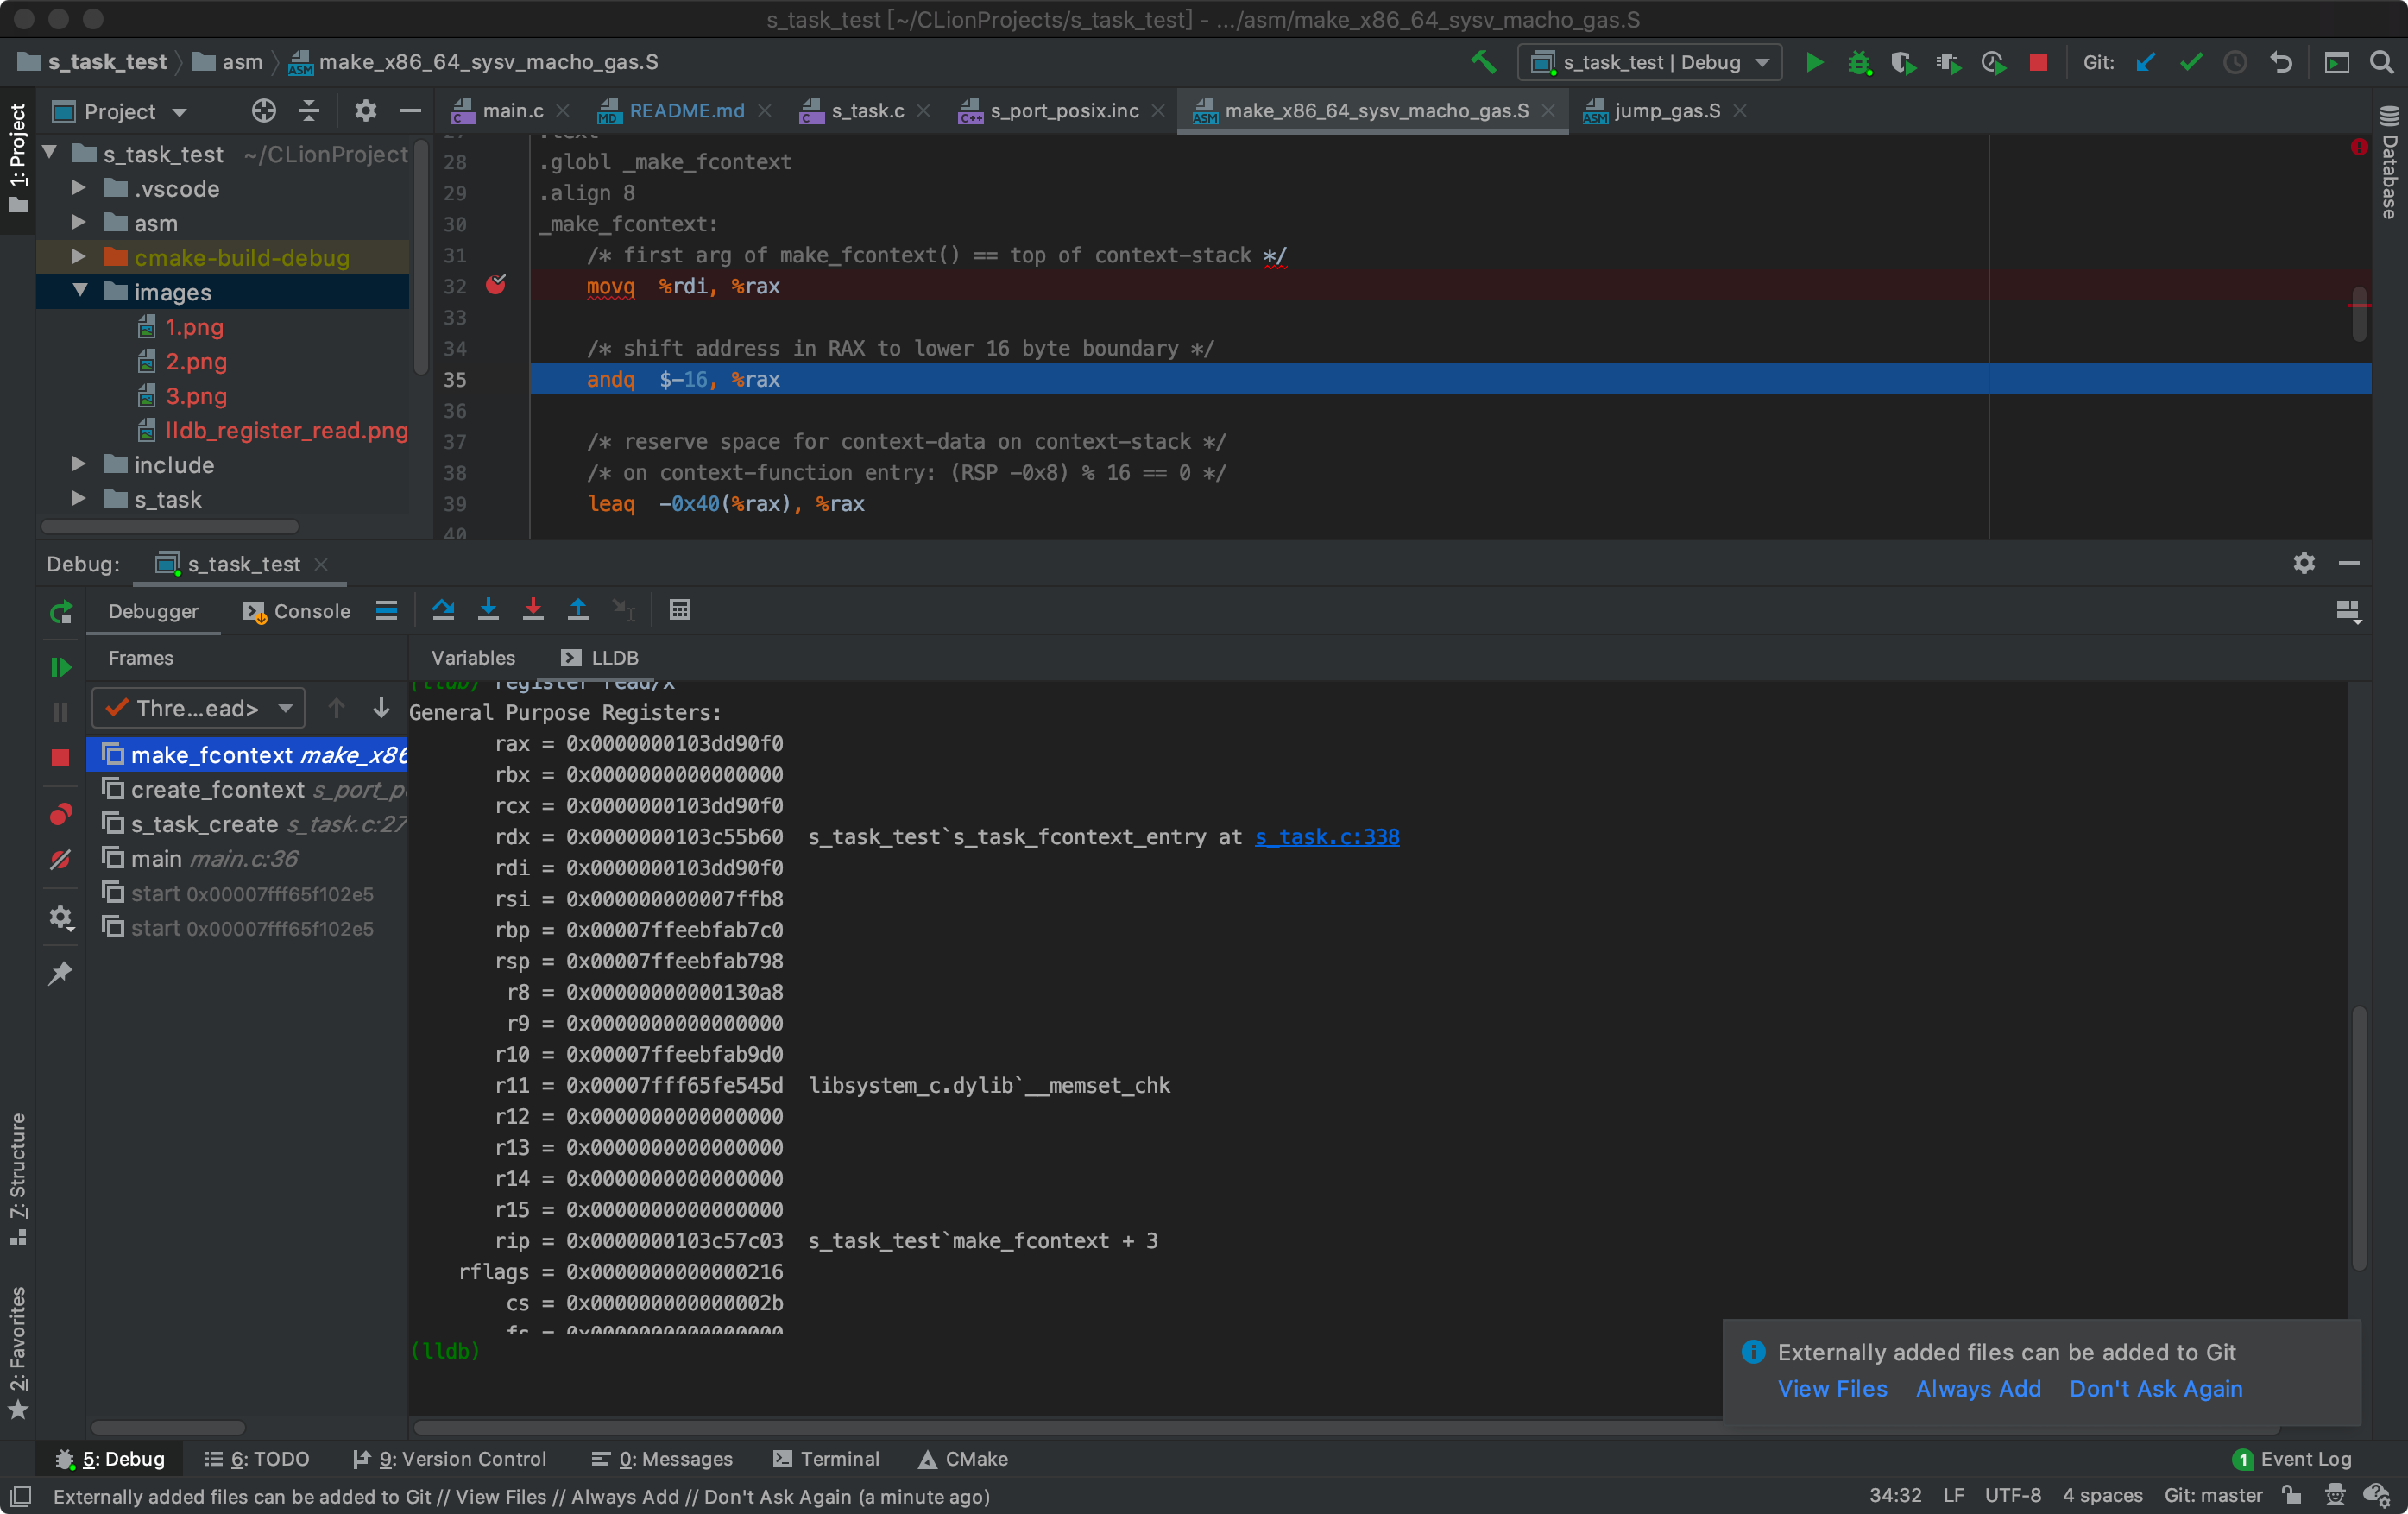 s_task_test [~/CLionProjects/s_task_test] - .../asm/make_x86_64_sysv_macho_gas.S
s_task_test asm make_x86_64_sysv_macho_gas.S
s_task_test | Debug
Git:
1: Project
Project
main.c README.md s_task.c s_port_posix.inc make_x86_64_sysv_macho_gas.S jump_gas.S
Database
s_task_test ~/CLionProject
.vscode
asm
cmake-build-debug
images
1.png
2.png
3.png
lldb_register_read.png
include
s_task
27 .text
28 .globl _make_fcontext
29 .align 8
30 _make_fcontext:
31 /* first arg of make_fcontext() == top of context-stack */
32 movq %rdi, %rax
33
34 /* shift address in RAX to lower 16 byte boundary */
35 andq $-16, %rax
36
37 /* reserve space for context-data on context-stack */
38 /* on context-function entry: (RSP -0x8) % 16 == 0 */
39 leaq -0x40(%rax), %rax
40
Debug: s_task_test
Debugger Console
Frames
Variables LLDB
Thre...ead>
make_fcontext make_x86
create_fcontext s_port_p
s_task_create s_task.c:27
main main.c:36
start 0x00007fff65f102e5
start 0x00007fff65f102e5
(lldb) register read/x
General Purpose Registers:
rax = 0x0000000103dd90f0
rbx = 0x0000000000000000
rcx = 0x0000000103dd90f0
rdx = 0x0000000103c55b60 s_task_test`s_task_fcontext_entry at s_task.c:338
rdi = 0x0000000103dd90f0
rsi = 0x000000000007ffb8
rbp = 0x00007ffeebfab7c0
rsp = 0x00007ffeebfab798
r8 = 0x00000000000130a8
r9 = 0x0000000000000000
r10 = 0x00007ffeebfab9d0
r11 = 0x00007fff65fe545d libsystem_c.dylib`__memset_chk
r12 = 0x0000000000000000
r13 = 0x0000000000000000
r14 = 0x0000000000000000
r15 = 0x0000000000000000
rip = 0x0000000103c57c03 s_task_test`make_fcontext + 3
rflags = 0x0000000000000216
cs = 0x000000000000002b
fs = 0x0000000000000000
(lldb)
Z: Structure
2: Favorites
Externally added files can be added to Git
View Files Always Add Don't Ask Again
5: Debug 6: TODO 9: Version Control 0: Messages Terminal CMake
1 Event Log
Externally added files can be added to Git // View Files // Always Add // Don't Ask Again (a minute ago)
34:32 LF UTF-8 4 spaces Git: master